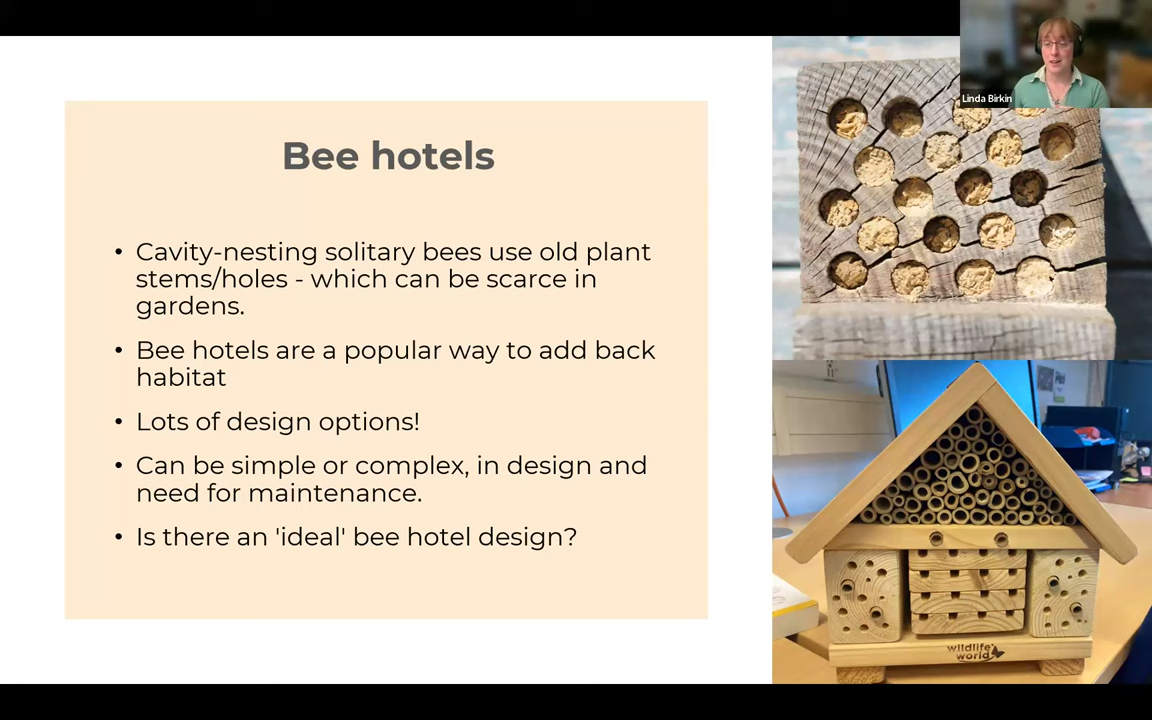 Bee hotels
• Cavity-nesting solitary bees use old plant
stems/holes - which can be scarce in
gardens.
• Bee hotels are a popular way to add back
habitat
• Lots of design options!
• Can be simple or complex, in design and
need for maintenance.
• Is there an 'ideal' bee hotel design?
Linda Birkin
wildlife
world